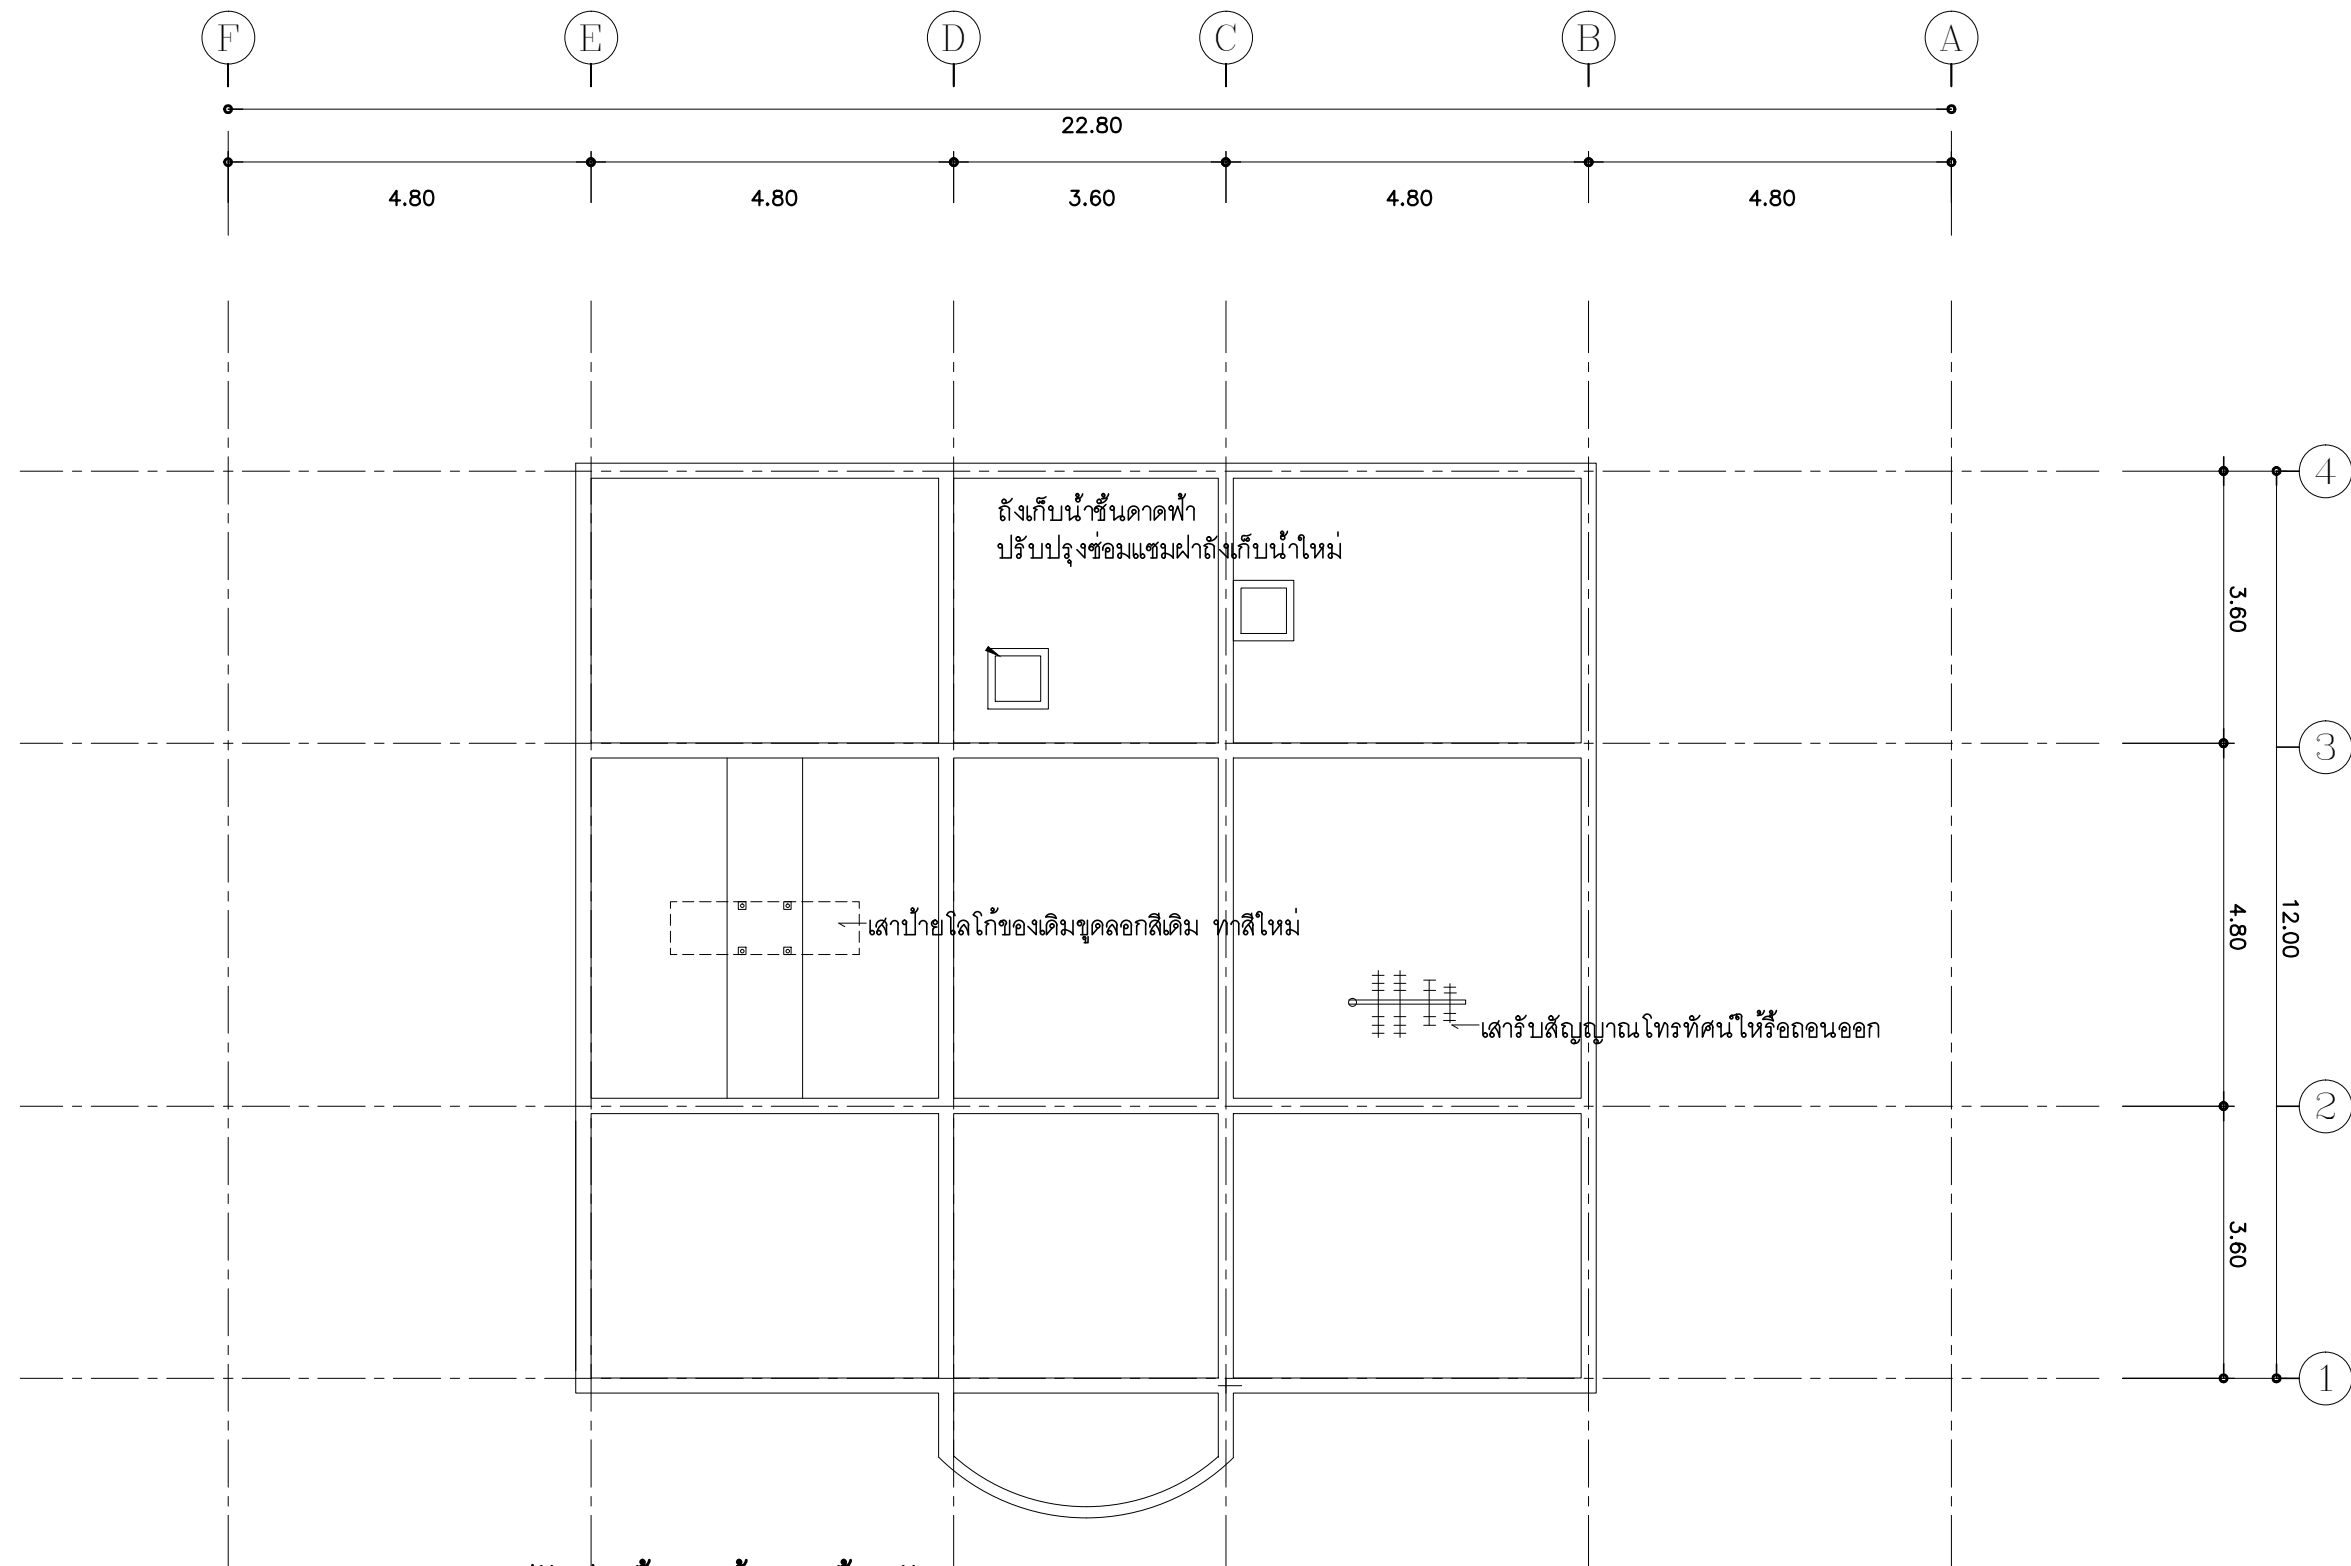 F E D C B A
22.80
4.80 4.80 3.60 4.80 4.80
4
ถังเก็บน้ำชั้นดาดฟ้า
ปรับปรุงซ่อมแซมฝาถังเก็บน้ำใหม่
3.60
3
เสาป้ายโลโก้ของเดิมขูดลอกสีเดิม ทาสีใหม่
4.80
12.00
เสารับสัญญาณโทรทัศน์ให้รื้อถอนออก
2
3.60
1